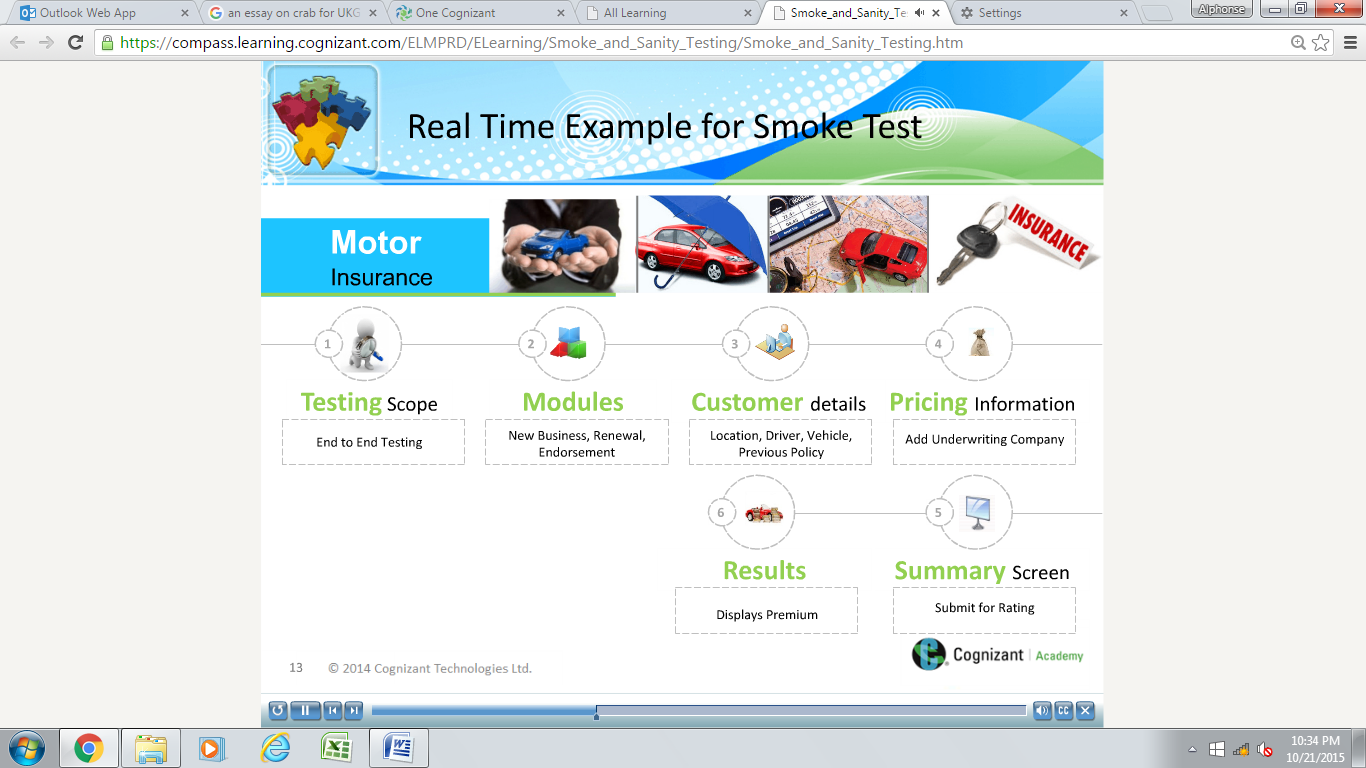 Outlook Web App
an essay on crab for UKG
One Cognizant
All Learning
Smoke_and_Sanity_Te
Settings
Alphonse
https://compass.learning.cognizant.com/ELMPRD/ELearning/Smoke_and_Sanity_Testing/Smoke_and_Sanity_Testing.htm
Real Time Example for Smoke Test
Motor
Insurance
INSURANCE
1
2
3
4
Testing Scope
Modules
Customer details
Pricing Information
End to End Testing
New Business, Renewal,
Endorsement
Location, Driver, Vehicle,
Previous Policy
Add Underwriting Company
6
5
Results
Summary Screen
Displays Premium
Submit for Rating
Cognizant | Academy
13
© 2014 Cognizant Technologies Ltd.
CC
10:34 PM
10/21/2015